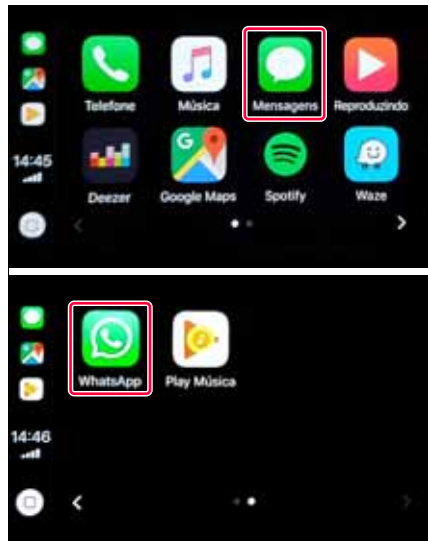 Telefone Música Mensagens Reproduzindo
14:45
Deezer Google Maps Spotify Waze
WhatsApp Play Música
14:46